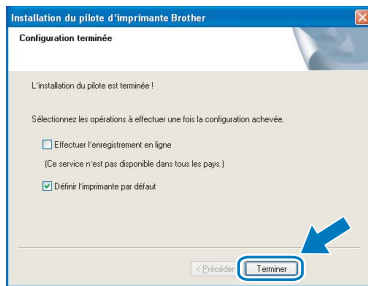 Installation du pilote d'imprimante Brother
Configuration terminée
L'installation du pilote est terminée !
Sélectionnez les opérations à effectuer une fois la configuration achevée.
Effectuer l'enregistrement en ligne
(Ce service n'est pas disponible dans tous les pays.)
Définir l'imprimante par défaut
< Précéder Terminer